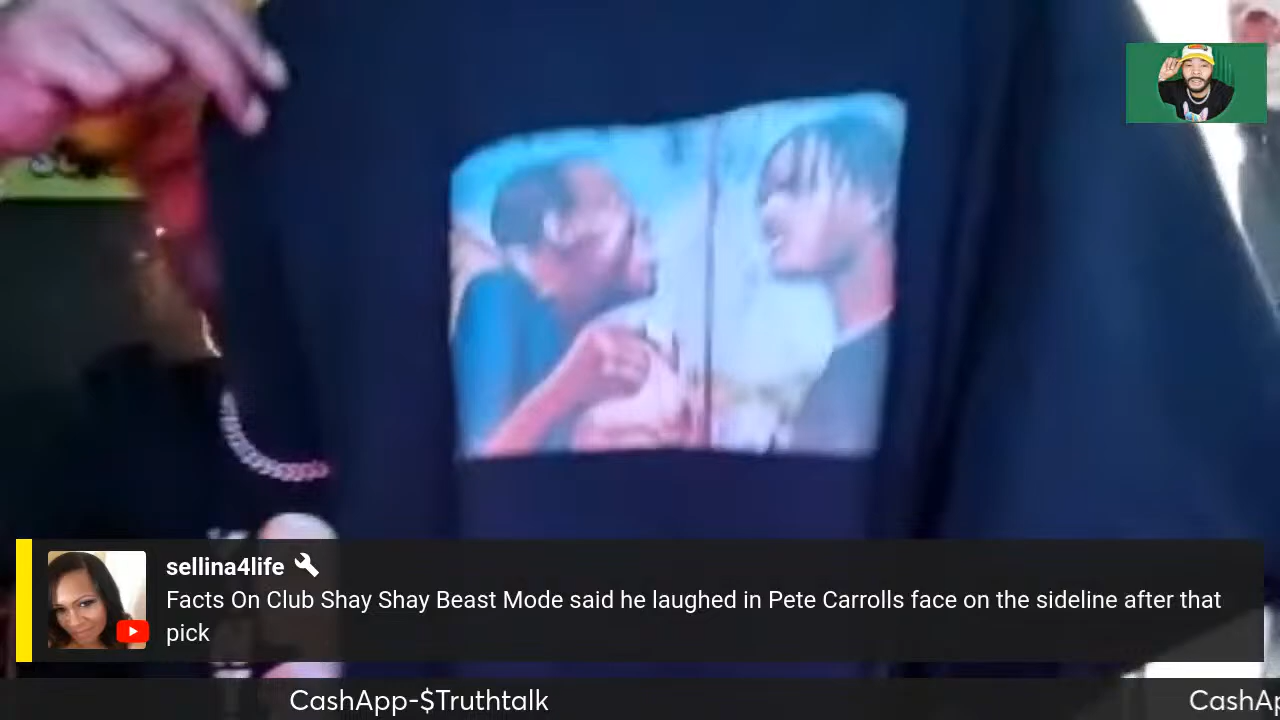 sellina4life
Facts On Club Shay Shay Beast Mode said he laughed in Pete Carrolls face on the sideline after that
pick
CashApp-$Truthtalk
CashAp